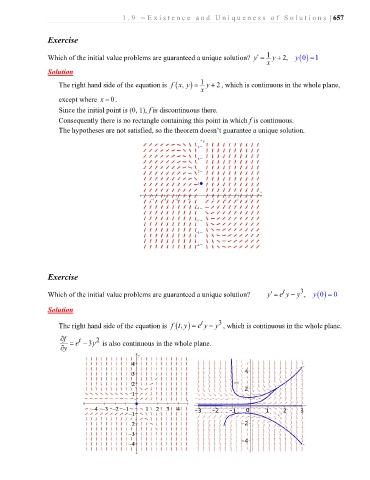 1.9 – Existence and Uniqueness of Solutions | 657
Exercise
Which of the initial value problems are guaranteed a unique solution? y' = 1/x y + 2, y(0) = 1
Solution
The right hand side of the equation is f(x, y) = 1/x y + 2, which is continuous in the whole plane,
except where x = 0.
Since the initial point is (0, 1), f is discontinuous there.
Consequently there is no rectangle containing this point in which f is continuous.
The hypotheses are not satisfied, so the theorem doesn't guarantee a unique solution.
Exercise
Which of the initial value problems are guaranteed a unique solution? y' = e^t y − y^3, y(0) = 0
Solution
The right hand side of the equation is f(t, y) = e^t y − y^3, which is continuous in the whole plane.
∂f/∂y = e^t − 3y^2 is also continuous in the whole plane.
4
3
2
1
−4 −3 −2 −1 1 2 3 4
−1
−2
−3
−4
4
2
−3 −2 −1 0 1 2 3
−2
−4